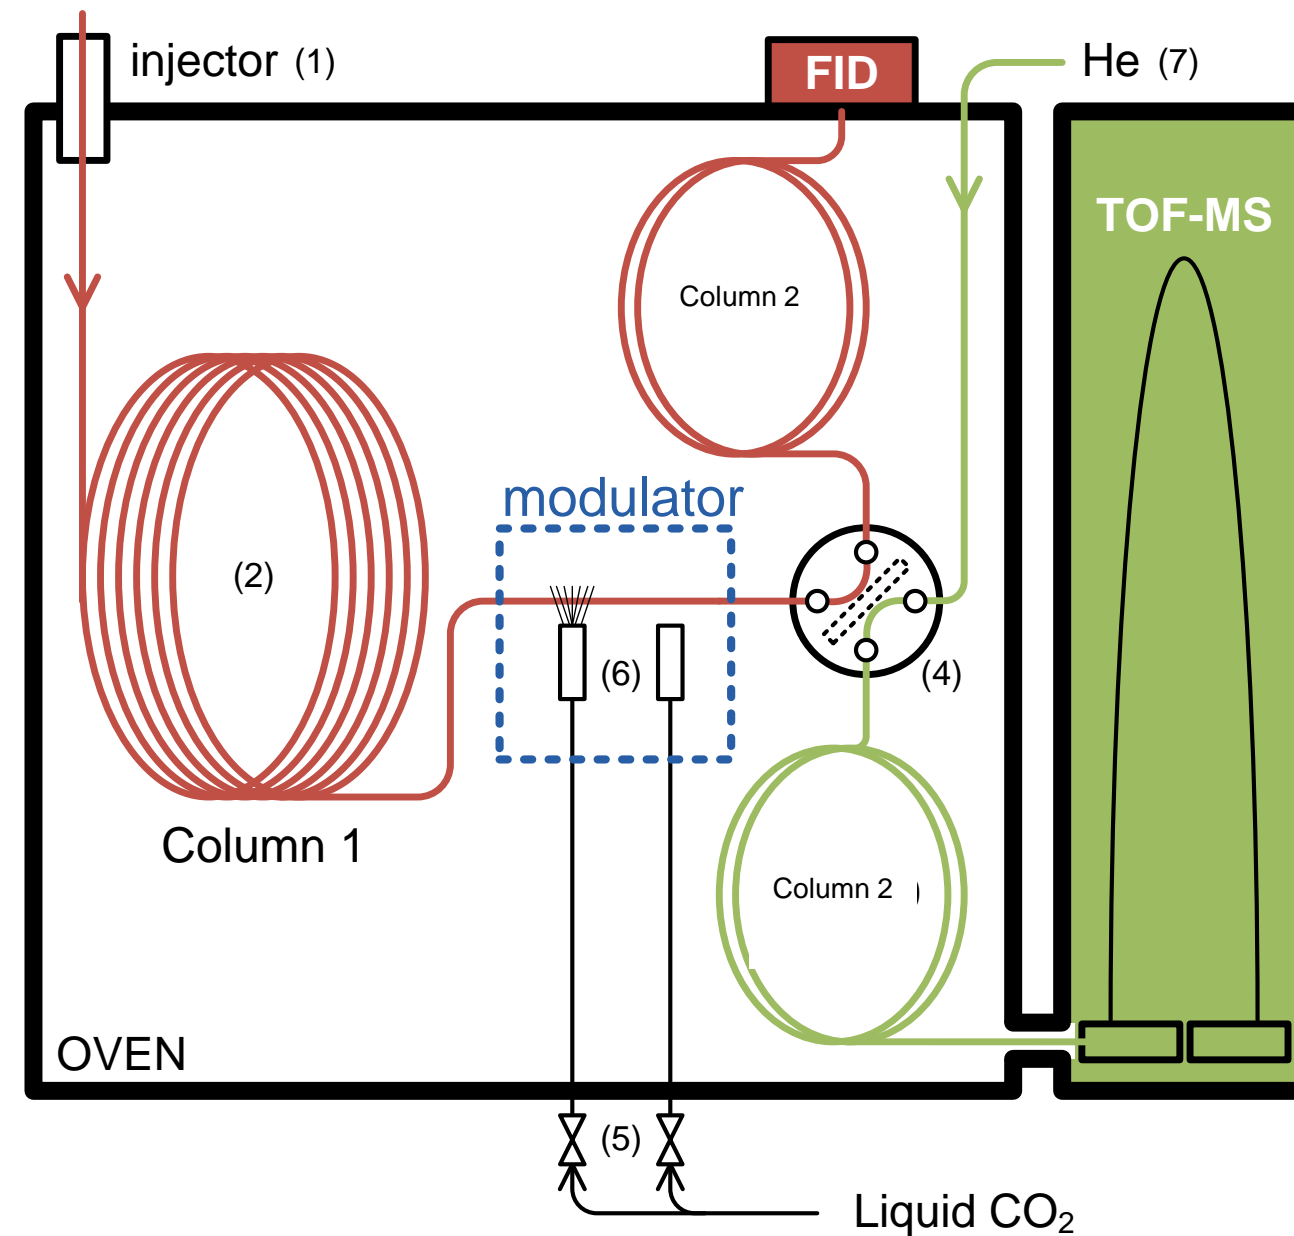 injector (1)
FID
He (7)
TOF-MS
Column 2
modulator
(2)
(6)
(4)
Column 1
Column 2 )
OVEN
(5)
Liquid CO₂